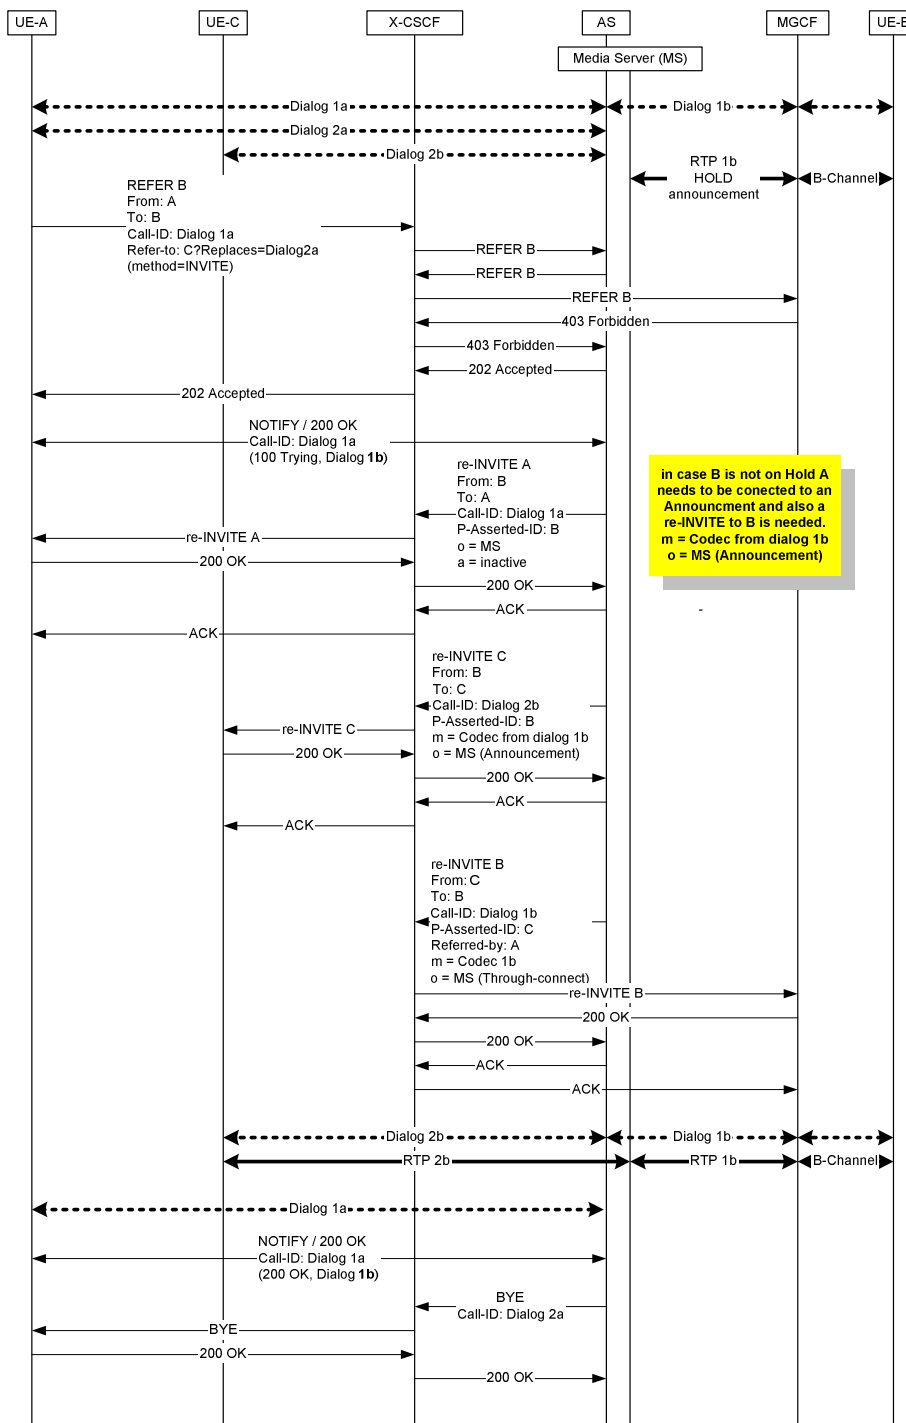 UE-A
UE-C
X-CSCF
AS
MGCF
UE-B
Media Server (MS)
Dialog 1a
Dialog 1b
Dialog 2a
Dialog 2b
RTP 1b
HOLD
announcement
B-Channel
REFER B
From: A
To: B
Call-ID: Dialog 1a
Refer-to: C?Replaces=Dialog2a
(method=INVITE)
REFER B
REFER B
REFER B
403 Forbidden
403 Forbidden
202 Accepted
202 Accepted
NOTIFY / 200 OK
Call-ID: Dialog 1a
(100 Trying, Dialog 1b)
re-INVITE A
From: B
To: A
Call-ID: Dialog 1a
P-Asserted-ID: B
o = MS
a = inactive
in case B is not on Hold A
needs to be conected to an
Announcment and also a
re-INVITE to B is needed.
m = Codec from dialog 1b
o = MS (Announcement)
re-INVITE A
200 OK
200 OK
ACK
-
ACK
re-INVITE C
From: B
To: C
Call-ID: Dialog 2b
P-Asserted-ID: B
m = Codec from dialog 1b
o = MS (Announcement)
re-INVITE C
200 OK
200 OK
ACK
ACK
re-INVITE B
From: C
To: B
Call-ID: Dialog 1b
P-Asserted-ID: C
Referred-by: A
m = Codec 1b
o = MS (Through-connect)
re-INVITE B
200 OK
200 OK
ACK
ACK
Dialog 2b
Dialog 1b
RTP 2b
RTP 1b
B-Channel
Dialog 1a
NOTIFY / 200 OK
Call-ID: Dialog 1a
(200 OK, Dialog 1b)
BYE
Call-ID: Dialog 2a
BYE
200 OK
200 OK